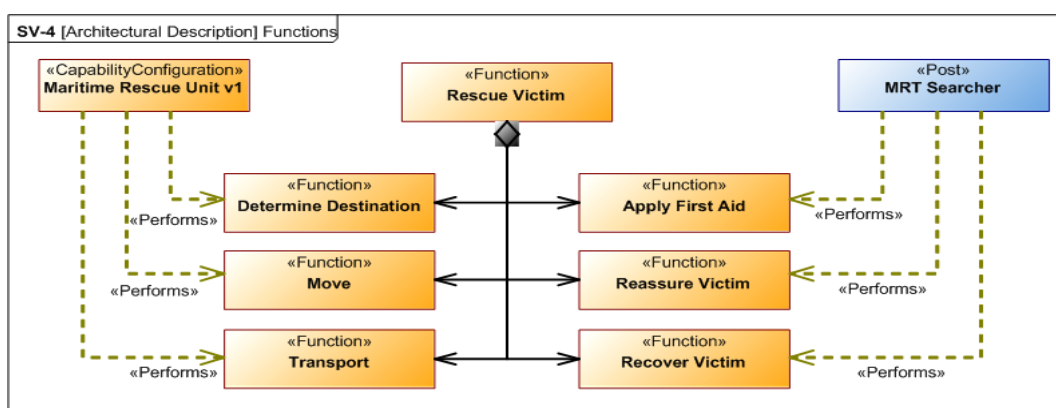 SV-4 [Architectural Description] Functions
«CapabilityConfiguration»
Maritime Rescue Unit v1
«Function»
Rescue Victim
«Post»
MRT Searcher
«Function»
Determine Destination
«Function»
Apply First Aid
«Performs»
«Performs»
«Function»
Move
«Function»
Reassure Victim
«Performs»
«Performs»
«Function»
Transport
«Function»
Recover Victim
«Performs»
«Performs»